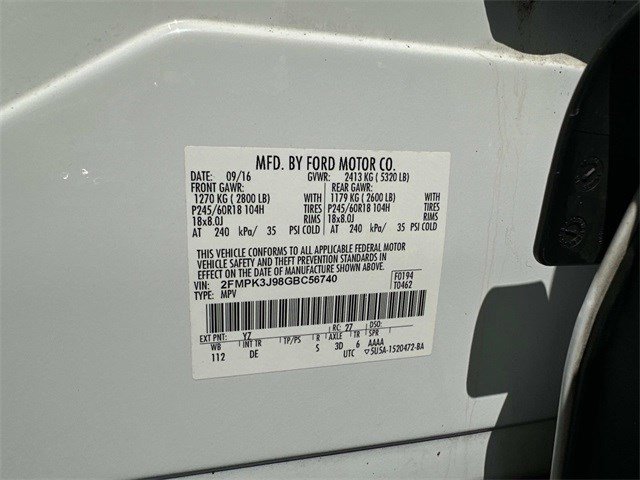 MFD. BY FORD MOTOR CO.
DATE: 09/16 GVWR: 2413 KG ( 5320 LB)
FRONT GAWR: REAR GAWR:
1270 KG ( 2800 LB) WITH 1179 KG ( 2600 LB) WITH
P245/60R18 104H TIRES P245/60R18 104H TIRES
18x8.0J RIMS 18x8.0J RIMS
AT 240 kPa/ 35 PSI COLD AT 240 kPa/ 35 PSI COLD
THIS VEHICLE CONFORMS TO ALL APPLICABLE FEDERAL MOTOR
VEHICLE SAFETY AND THEFT PREVENTION STANDARDS IN
EFFECT ON THE DATE OF MANUFACTURE SHOWN ABOVE.
VIN: 2FMPK3J98GBC56740 F0194
TYPE: MPV T0462
EXT PNT: YZ RC: 27 DSO:
WB INT TR TP/PS R AXLE TR SPR
112 DE 5 3D 6 AAAA
UTC ▽5U5A-1520472-BA